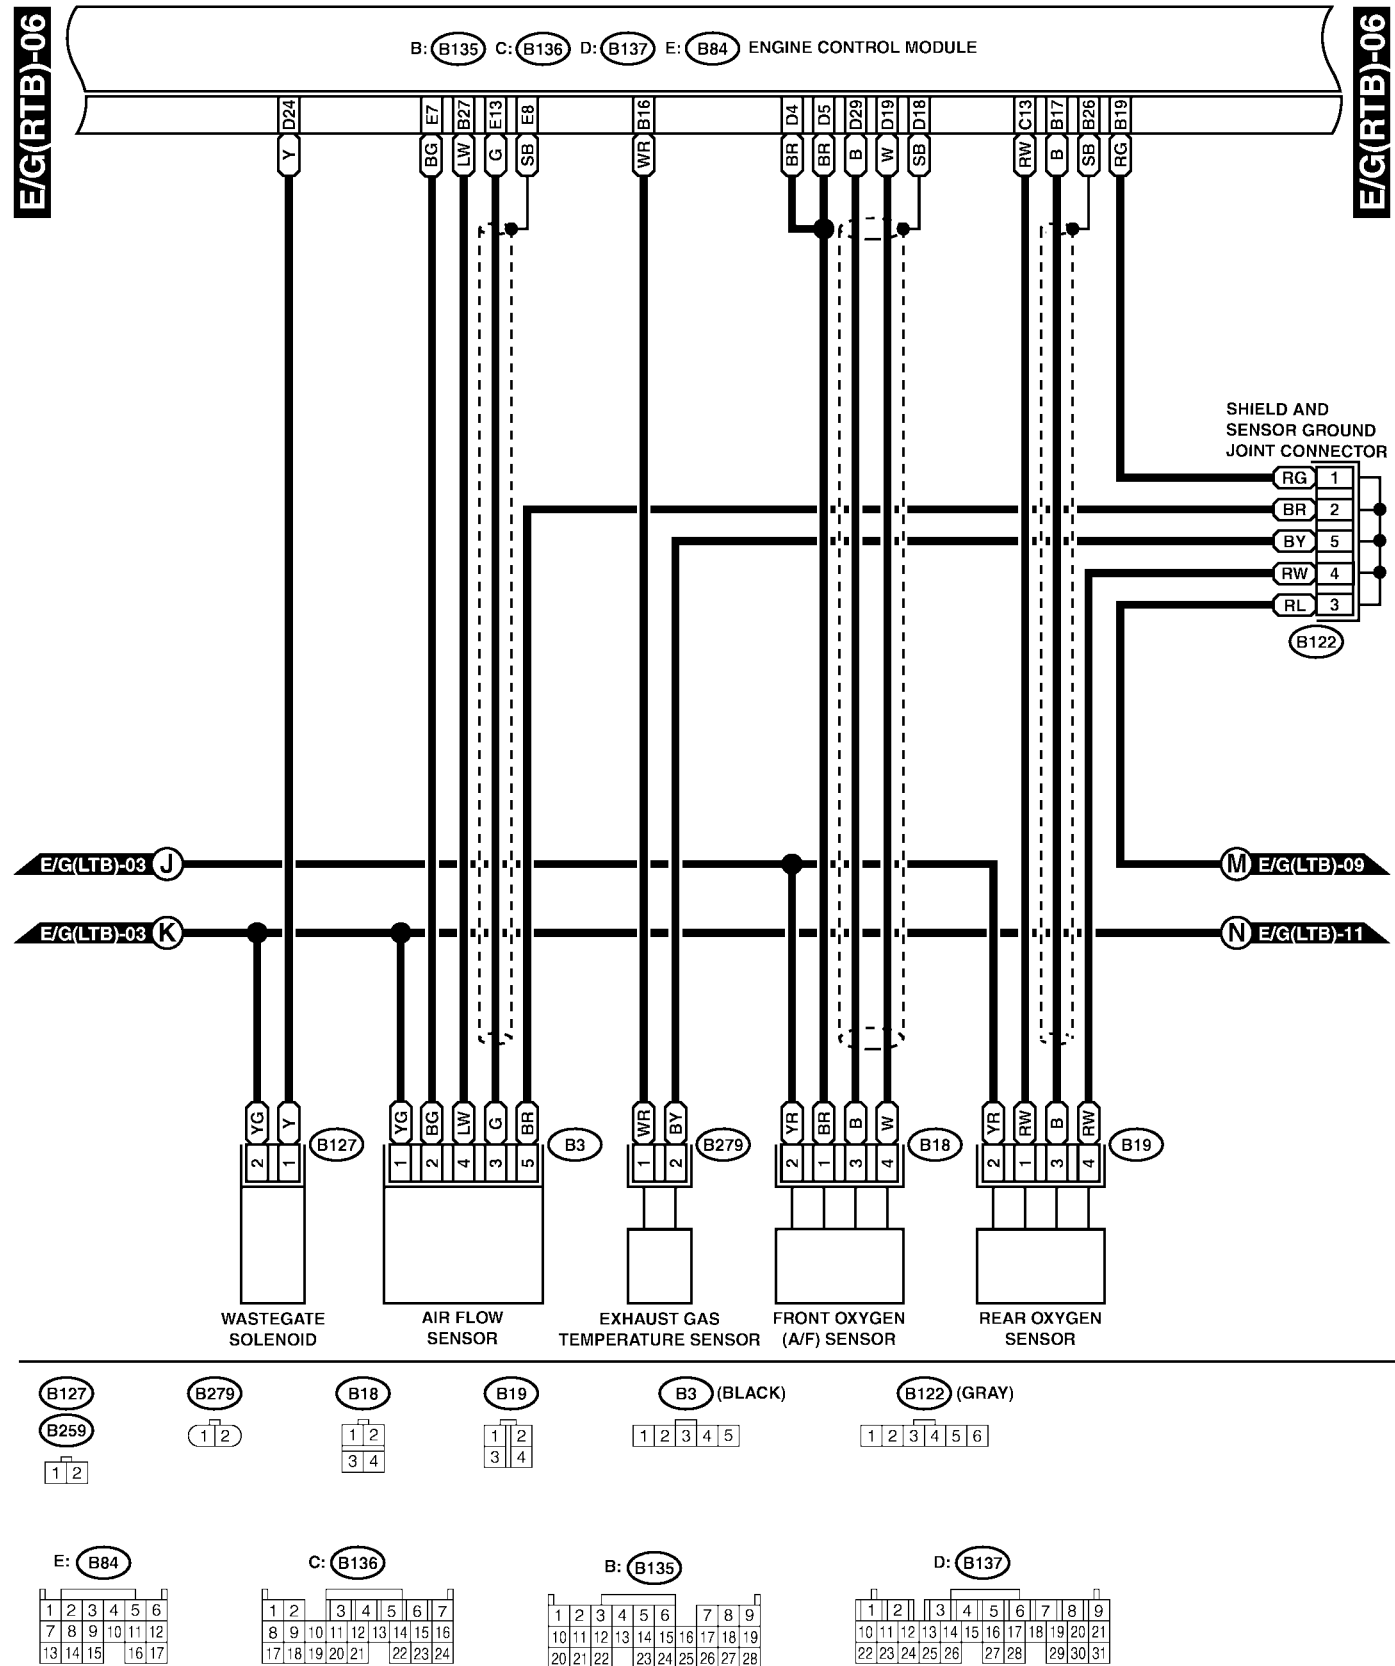 E/G(RTB)-06
E/G(RTB)-06
B: B135 C: B136 D: B137 E: B84 ENGINE CONTROL MODULE
D24 E7 B27 E13 E8 B16 D4 D5 D29 D19 D18 C13 B17 B26 B19
Y BG LW G SB WR BR BR B W SB RW B SB RG
SHIELD AND
SENSOR GROUND
JOINT CONNECTOR
RG 1
BR 2
BY 5
RW 4
RL 3
B122
E/G(LTB)-03 J M E/G(LTB)-09
E/G(LTB)-03 K N E/G(LTB)-11
YG Y YG BG LW G BR WR BY YR BR B W YR RW B RW
2 1 B127 1 2 4 3 5 B3 1 2 B279 2 1 3 4 B18 2 1 3 4 B19
WASTEGATE
SOLENOID
AIR FLOW
SENSOR
EXHAUST GAS
TEMPERATURE SENSOR
FRONT OXYGEN
(A/F) SENSOR
REAR OXYGEN
SENSOR
B127
B259
1 2
B279
1 2
B18
1 2
3 4
B19
1 2
3 4
B3 (BLACK)
1 2 3 4 5
B122 (GRAY)
1 2 3 4 5 6
E: B84
1 2 3 4 5 6
7 8 9 10 11 12
13 14 15 16 17
C: B136
1 2 3 4 5 6 7
8 9 10 11 12 13 14 15 16
17 18 19 20 21 22 23 24
B: B135
1 2 3 4 5 6 7 8 9
10 11 12 13 14 15 16 17 18 19
20 21 22 23 24 25 26 27 28
D: B137
1 2 3 4 5 6 7 8 9
10 11 12 13 14 15 16 17 18 19 20 21
22 23 24 25 26 27 28 29 30 31